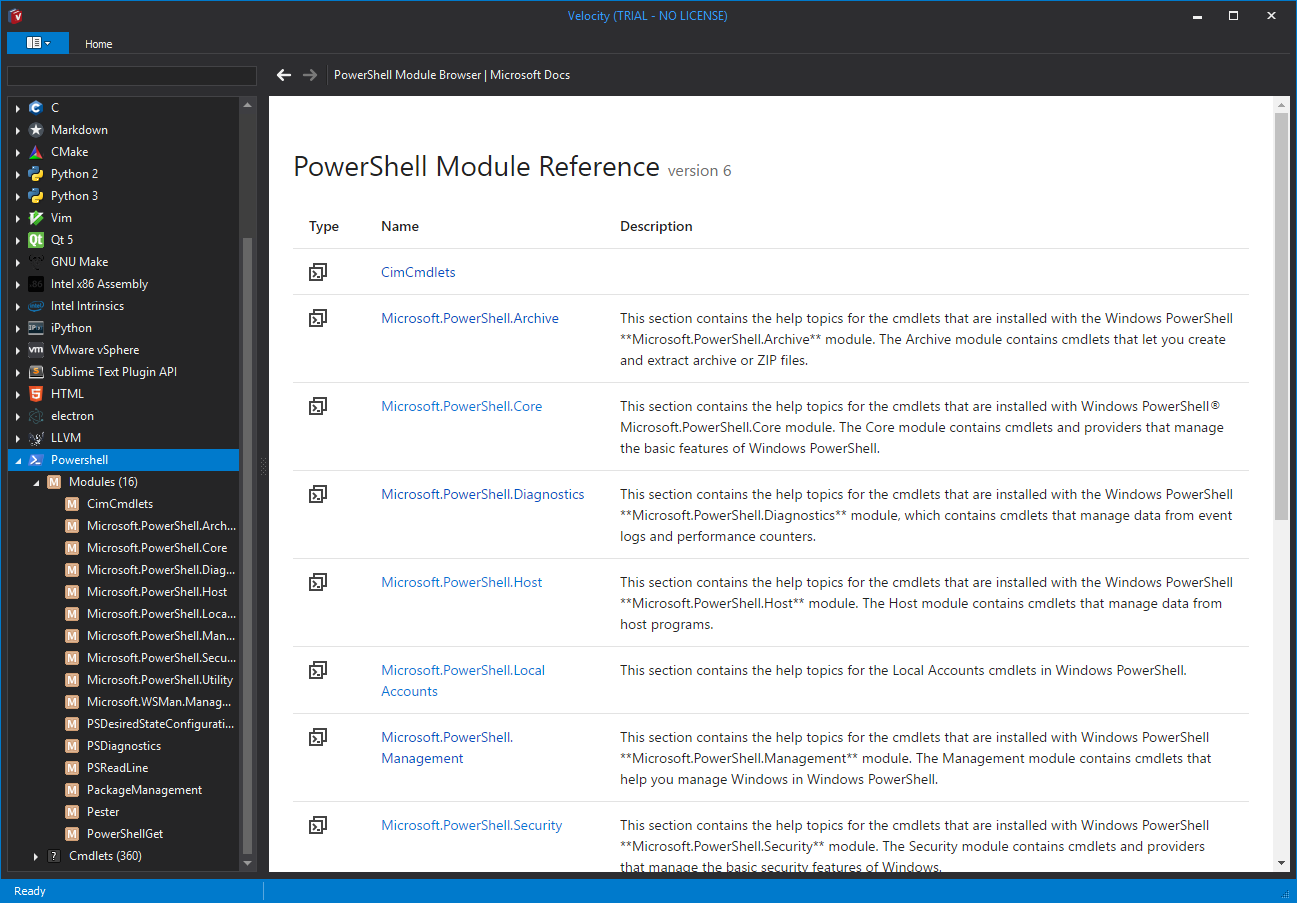 Velocity (TRIAL - NO LICENSE)
Home
PowerShell Module Browser | Microsoft Docs
C
Markdown
CMake
Python 2
Python 3
Vim
Qt 5
GNU Make
Intel x86 Assembly
Intel Intrinsics
iPython
VMware vSphere
Sublime Text Plugin API
HTML
electron
LLVM
Powershell
Modules (16)
CimCmdlets
Microsoft.PowerShell.Arch...
Microsoft.PowerShell.Core
Microsoft.PowerShell.Diag...
Microsoft.PowerShell.Host
Microsoft.PowerShell.Loca...
Microsoft.PowerShell.Man...
Microsoft.PowerShell.Secu...
Microsoft.PowerShell.Utility
Microsoft.WSMan.Manag...
PSDesiredStateConfigurati...
PSDiagnostics
PSReadLine
PackageManagement
Pester
PowerShellGet
Cmdlets (360)
PowerShell Module Reference version 6
Type Name Description
CimCmdlets
Microsoft.PowerShell.Archive This section contains the help topics for the cmdlets that are installed with the Windows PowerShell
**Microsoft.PowerShell.Archive** module. The Archive module contains cmdlets that let you create
and extract archive or ZIP files.
Microsoft.PowerShell.Core This section contains the help topics for the cmdlets that are installed with Windows PowerShell®
Microsoft.PowerShell.Core module. The Core module contains cmdlets and providers that manage
the basic features of Windows PowerShell.
Microsoft.PowerShell.Diagnostics This section contains the help topics for the cmdlets that are installed with the Windows PowerShell
**Microsoft.PowerShell.Diagnostics** module, which contains cmdlets that manage data from event
logs and performance counters.
Microsoft.PowerShell.Host This section contains the help topics for the cmdlets that are installed with the Windows PowerShell
**Microsoft.PowerShell.Host** module. The Host module contains cmdlets that manage data from
host programs.
Microsoft.PowerShell.Local This section contains the help topics for the Local Accounts cmdlets in Windows PowerShell.
Accounts
Microsoft.PowerShell. This section contains the help topics for the cmdlets that are installed with Windows PowerShell
Management **Microsoft.PowerShell.Management** module. The Management module contains cmdlets that
help you manage Windows in Windows PowerShell.
Microsoft.PowerShell.Security This section contains the help topics for the cmdlets that are installed with Windows PowerShell
**Microsoft.PowerShell.Security** module. The Security module contains cmdlets and providers
that manage the basic security features of Windows.
Ready